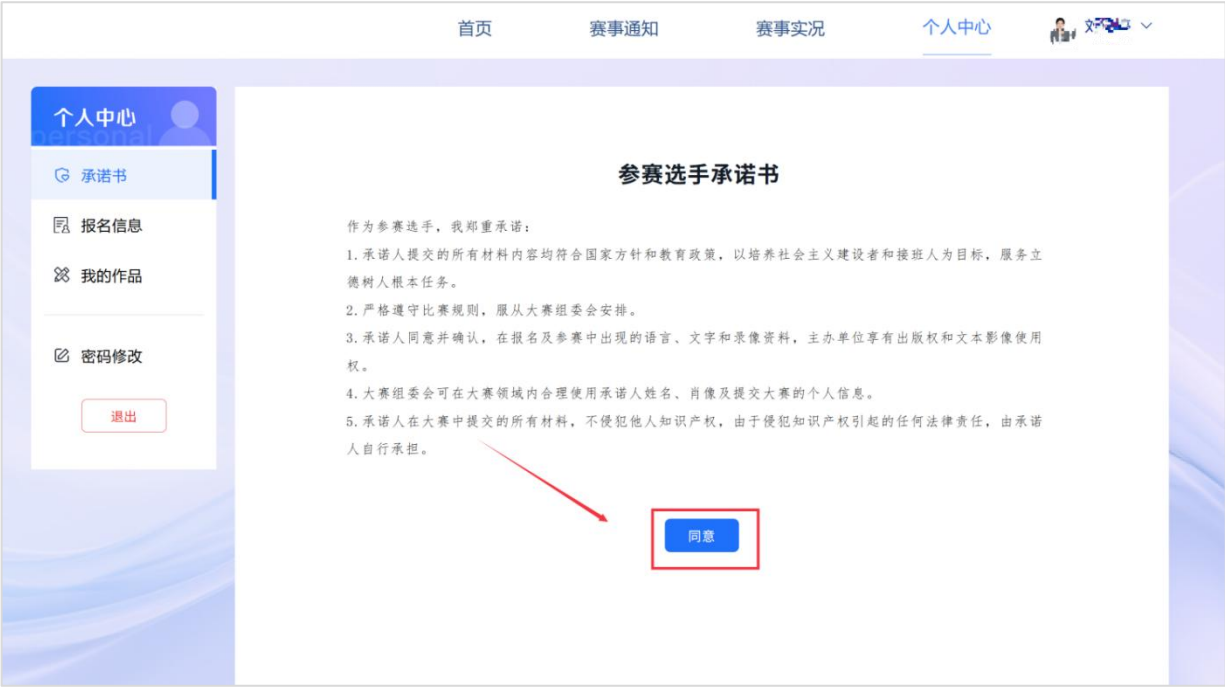 首页
赛事通知
赛事实况
个人中心
个人中心
personal
承诺书
报名信息
我的作品
密码修改
退出
参赛选手承诺书
作为参赛选手，我郑重承诺：
1.承诺人提交的所有材料内容均符合国家方针和教育政策，以培养社会主义建设者和接班人为目标，服务立
德树人根本任务。
2.严格遵守比赛规则，服从大赛组委会安排。
3.承诺人同意并确认，在报名及参赛中出现的语言、文字和录像资料，主办单位享有出版权和文本影像使用
权。
4.大赛组委会可在大赛领域内合理使用承诺人姓名、肖像及提交大赛的个人信息。
5.承诺人在大赛中提交的所有材料，不侵犯他人知识产权，由于侵犯知识产权引起的任何法律责任，由承诺
人自行承担。
同意